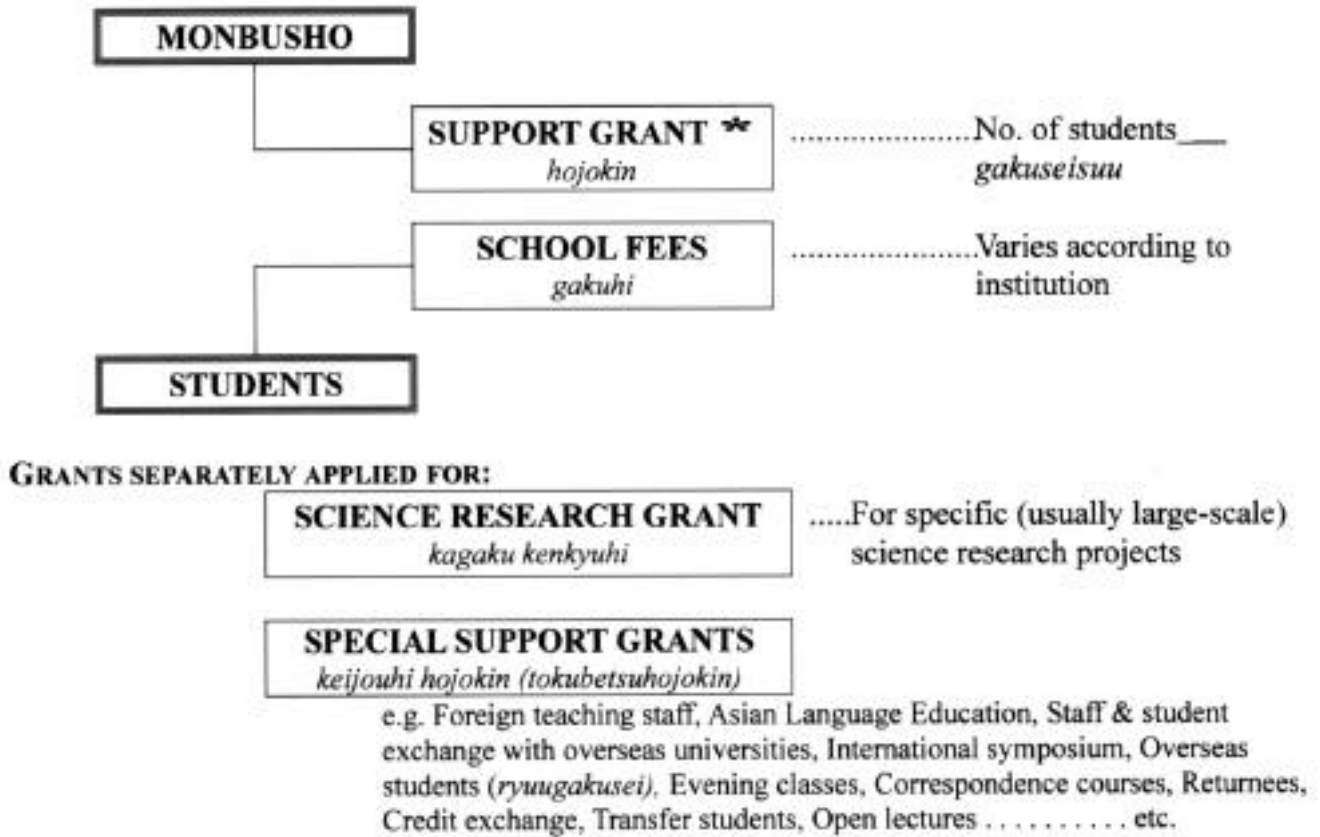 MONBUSHO
SUPPORT GRANT *
hojokin
.....................No. of students___
gakuseisuu
SCHOOL FEES
gakuhi
.....................Varies according to
institution
STUDENTS
GRANTS SEPARATELY APPLIED FOR:
SCIENCE RESEARCH GRANT
kagaku kenkyuhi
.....For specific (usually large-scale)
science research projects
SPECIAL SUPPORT GRANTS
keijouhi hojokin (tokubetsuhojokin)
e.g. Foreign teaching staff, Asian Language Education, Staff & student
exchange with overseas universities, International symposium, Overseas
students (ryuugakusei), Evening classes, Correspondence courses, Returnees,
Credit exchange, Transfer students, Open lectures . . . . . . . . . . etc.